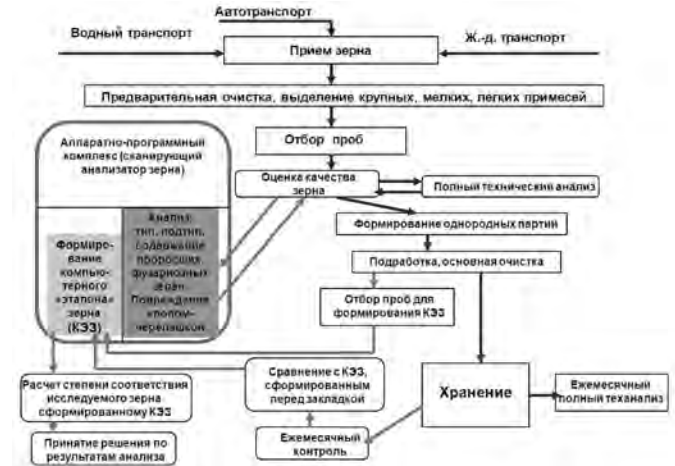 Автотранспорт
Водный транспорт
Ж.-д. транспорт
Прием зерна
Предварительная очистка, выделение крупных, мелких, легких примесей
Отбор проб
Аппаратно-программный
комплекс (сканирующий
анализатор зерна)
Оценка качества
зерна
Полный технический анализ
Анализ:
тип, подтип,
содержание
проросших,
фузариозных
зерен.
Повреждения
клопом-
черепашкой
Формиро-
вание
компью-
терного
«эталона»
зерна
(КЭЗ)
Формирование однородных партии
Подработка, основная очистка
Отбор проб для
формирования КЭЗ
Расчет степени соответствия
исследуемого зерна
сформированному КЭЗ
Сравнение с КЭЗ,
сформированным
перед закладкой
Хранение
Ежемесячный
полный теханализ
Принятие решения по
результатам анализа
Ежемесячный
контроль